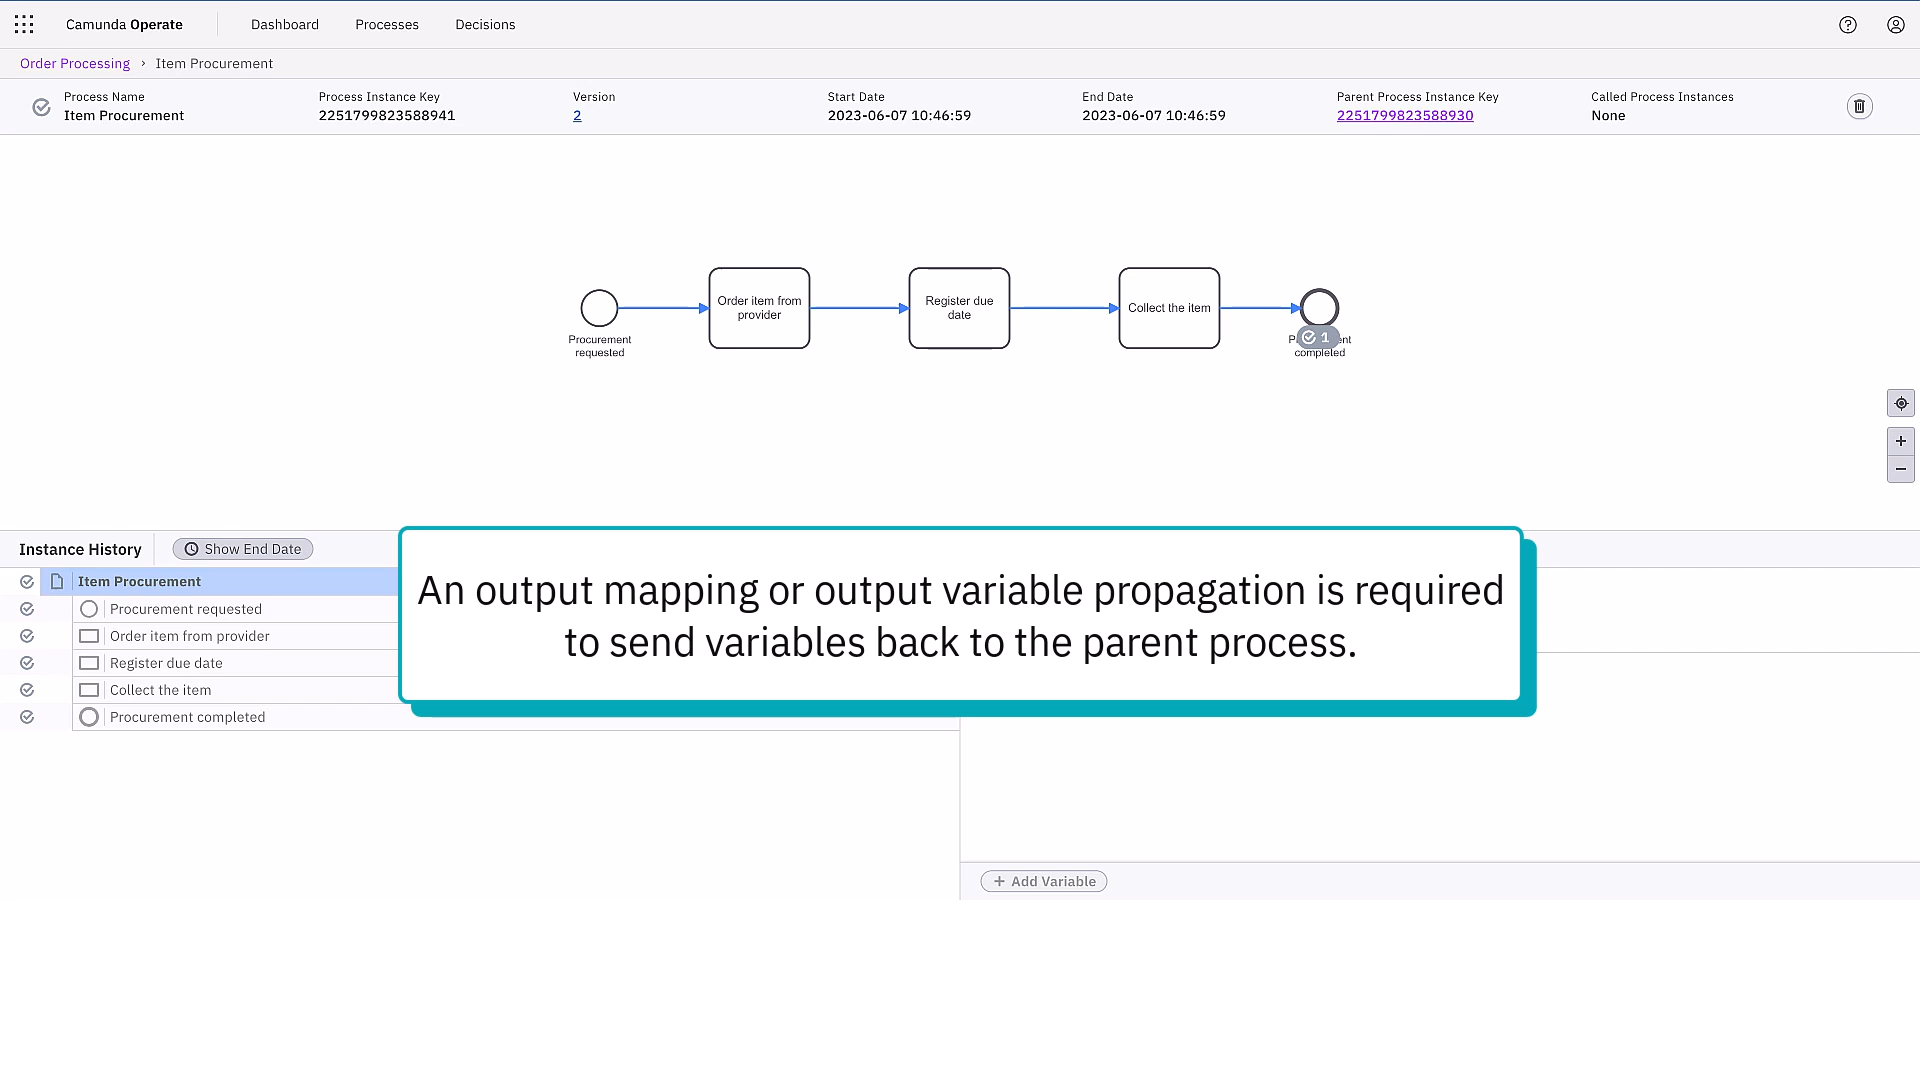 Camunda Operate
Dashboard
Processes
Decisions
Order Processing › Item Procurement
Process Name
Item Procurement
Process Instance Key
2251799823588941
Version
2
Start Date
2023-06-07 10:46:59
End Date
2023-06-07 10:46:59
Parent Process Instance Key
2251799823588930
Called Process Instances
None
Procurement
requested
Order item from
provider
Register due
date
Collect the item
1
completed
Instance History
Show End Date
Item Procurement
Procurement requested
Order item from provider
Register due date
Collect the item
Procurement completed
An output mapping or output variable propagation is required
to send variables back to the parent process.
+ Add Variable